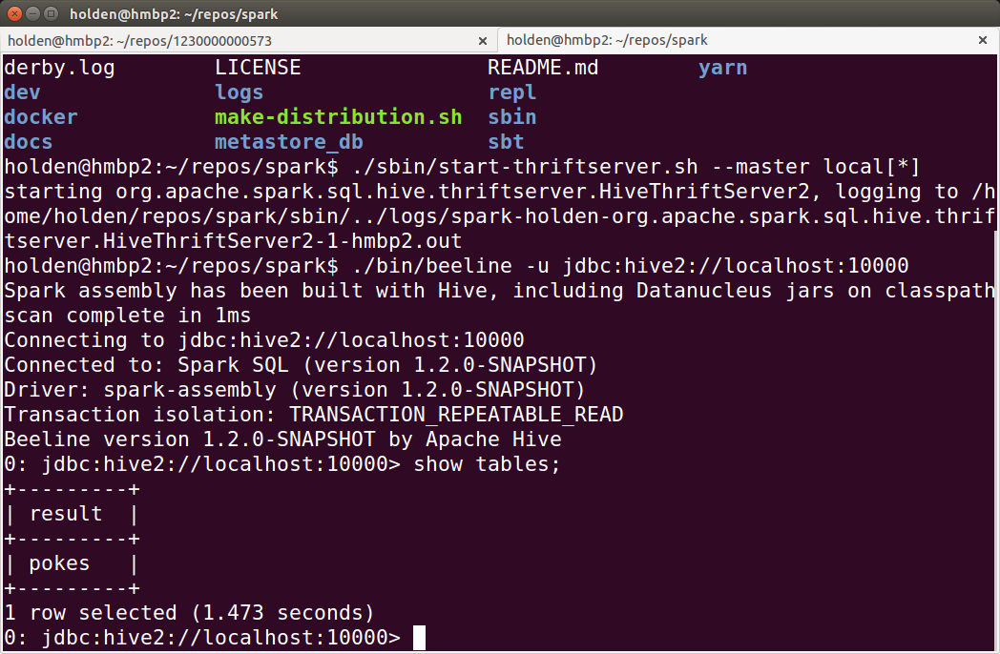 holden@hmbp2: ~/repos/spark
holden@hmbp2: ~/repos/1230000000573 × holden@hmbp2: ~/repos/spark ×
derby.log LICENSE README.md yarn
dev logs repl
docker make-distribution.sh sbin
docs metastore_db sbt
holden@hmbp2:~/repos/spark$ ./sbin/start-thriftserver.sh --master local[*]
starting org.apache.spark.sql.hive.thriftserver.HiveThriftServer2, logging to /h
ome/holden/repos/spark/sbin/../logs/spark-holden-org.apache.spark.sql.hive.thrif
tserver.HiveThriftServer2-1-hmbp2.out
holden@hmbp2:~/repos/spark$ ./bin/beeline -u jdbc:hive2://localhost:10000
Spark assembly has been built with Hive, including Datanucleus jars on classpath
scan complete in 1ms
Connecting to jdbc:hive2://localhost:10000
Connected to: Spark SQL (version 1.2.0-SNAPSHOT)
Driver: spark-assembly (version 1.2.0-SNAPSHOT)
Transaction isolation: TRANSACTION_REPEATABLE_READ
Beeline version 1.2.0-SNAPSHOT by Apache Hive
0: jdbc:hive2://localhost:10000> show tables;
+---------+
| result  |
+---------+
| pokes   |
+---------+
1 row selected (1.473 seconds)
0: jdbc:hive2://localhost:10000>